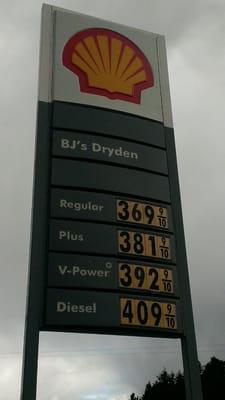 BJ's Dryden
Regular 369 9/10
Plus 381 9/10
V-Power 392 9/10
Diesel 409 9/10